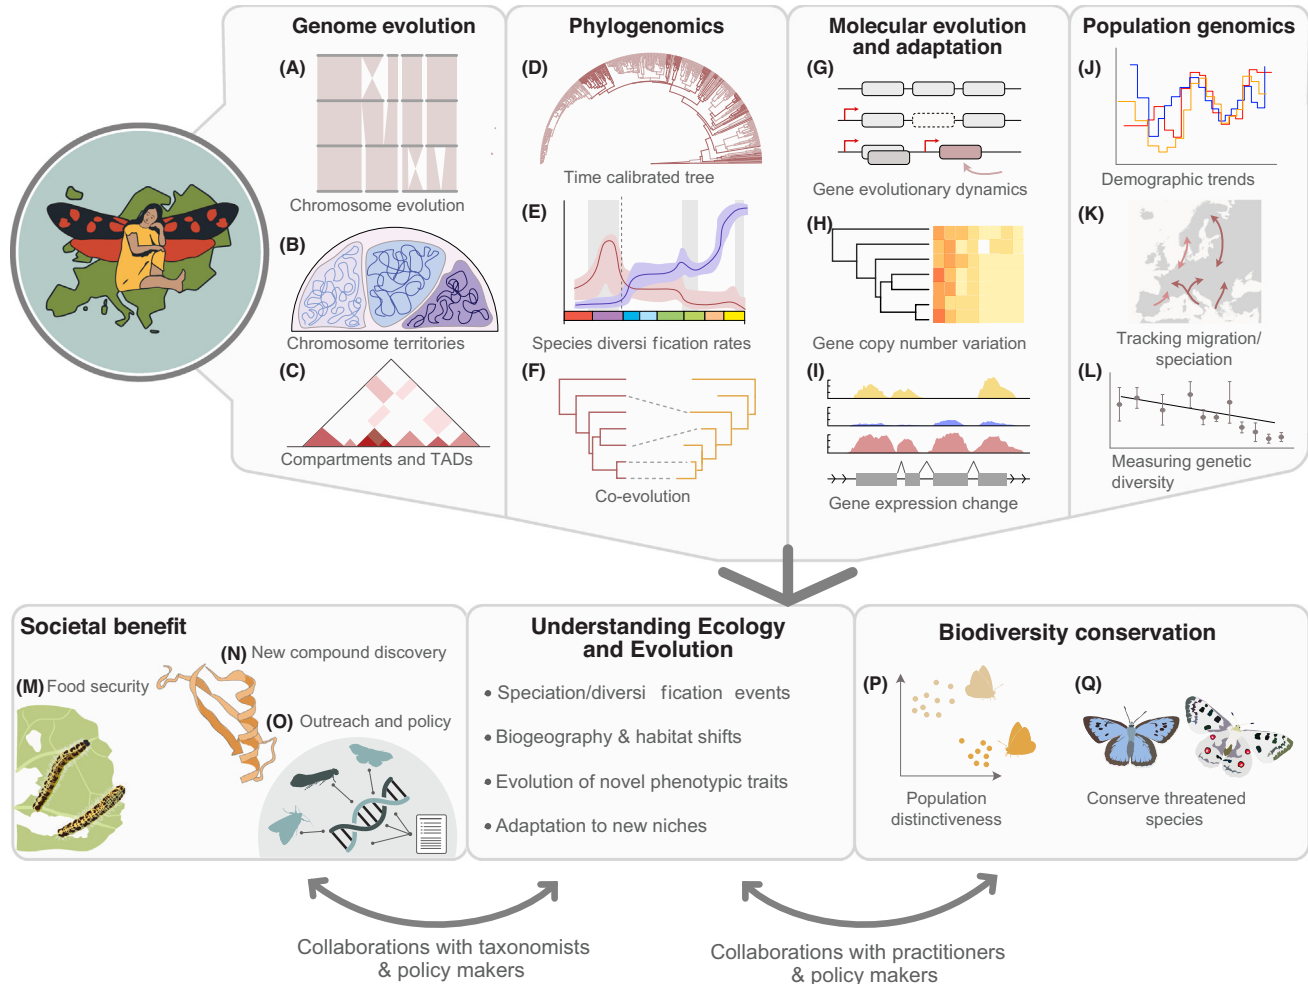 Genome evolution
(A)
Chromosome evolution
(B)
Chromosome territories
(C)
Compartments and TADs
Phylogenomics
(D)
Time calibrated tree
(E)
Species diversi fication rates
(F)
Co-evolution
Molecular evolution
and adaptation
(G)
Gene evolutionary dynamics
(H)
Gene copy number variation
(I)
Gene expression change
Population genomics
(J)
Demographic trends
(K)
Tracking migration/
speciation
(L)
Measuring genetic
diversity
Societal benefit
(M) Food security
(N) New compound discovery
(O) Outreach and policy
Understanding Ecology
and Evolution
• Speciation/diversi fication events
• Biogeography & habitat shifts
• Evolution of novel phenotypic traits
• Adaptation to new niches
Biodiversity conservation
(P)
Population
distinctiveness
(Q)
Conserve threatened
species
Collaborations with taxonomists
& policy makers
Collaborations with practitioners
& policy makers